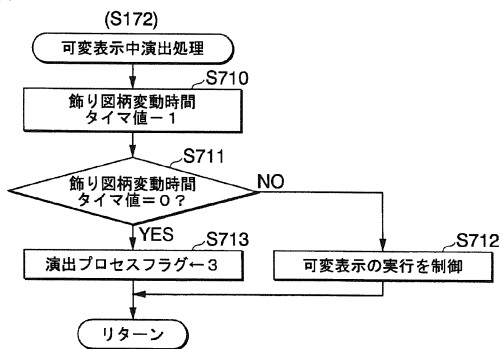 (S172)
可変表示中演出処理
S710
飾り図柄変動時間
タイマ値－1
S711
飾り図柄変動時間
タイマ値＝0？
NO
YES
S713
演出プロセスフラグ←3
S712
可変表示の実行を制御
リターン